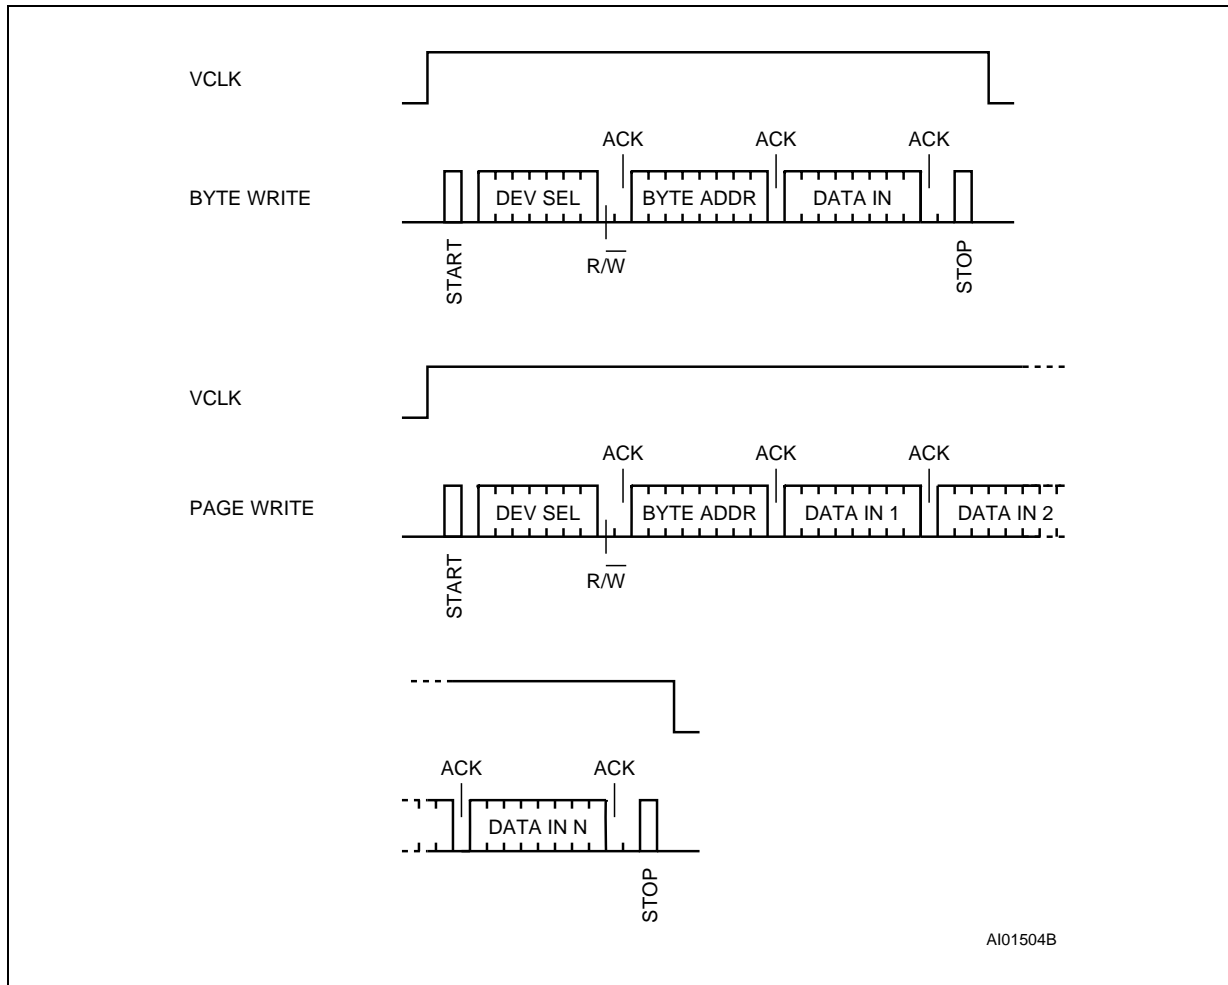 VCLK
ACK ACK ACK
BYTE WRITE DEV SEL BYTE ADDR DATA IN
R/W̅
START STOP
VCLK
ACK ACK ACK
PAGE WRITE DEV SEL BYTE ADDR DATA IN 1 DATA IN 2
R/W̅
START
ACK ACK
DATA IN N
STOP
AI01504B